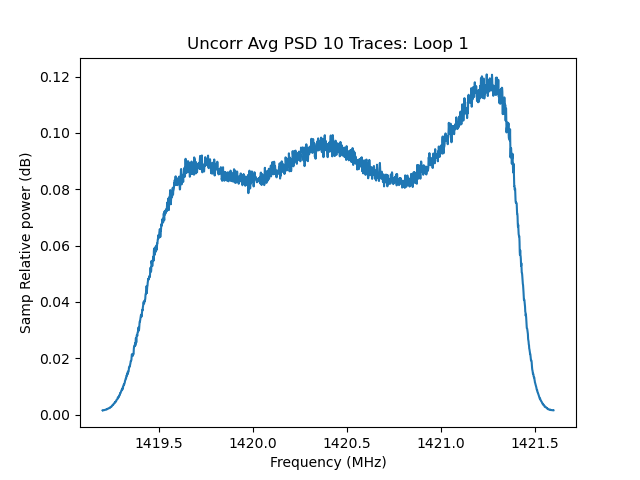 Uncorr Avg PSD 10 Traces: Loop 1
0.12
0.10
0.08
0.06
0.04
0.02
0.00
Samp Relative power (dB)
1419.5 1420.0 1420.5 1421.0 1421.5
Frequency (MHz)